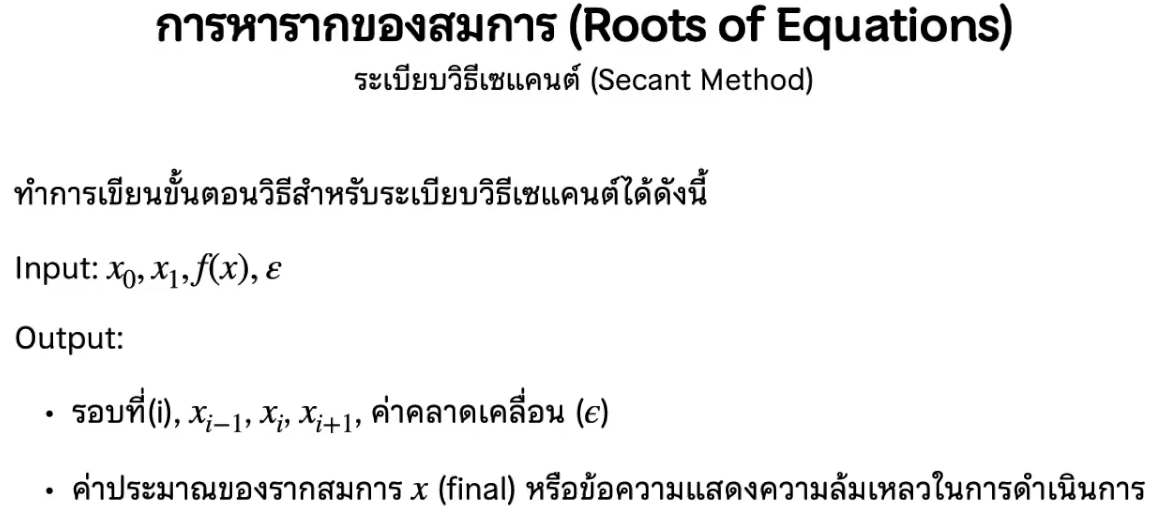 การหารากของสมการ (Roots of Equations)
ระเบียบวิธีเซแคนต์ (Secant Method)
ทำการเขียนขั้นตอนวิธีสำหรับระเบียบวิธีเซแคนต์ได้ดังนี้
Input: x₀, x₁, f(x), ε
Output:
• รอบที่(i), xᵢ₋₁, xᵢ, xᵢ₊₁, ค่าคลาดเคลื่อน (ϵ)
• ค่าประมาณของรากสมการ x (final) หรือข้อความแสดงความล้มเหลวในการดำเนินการ